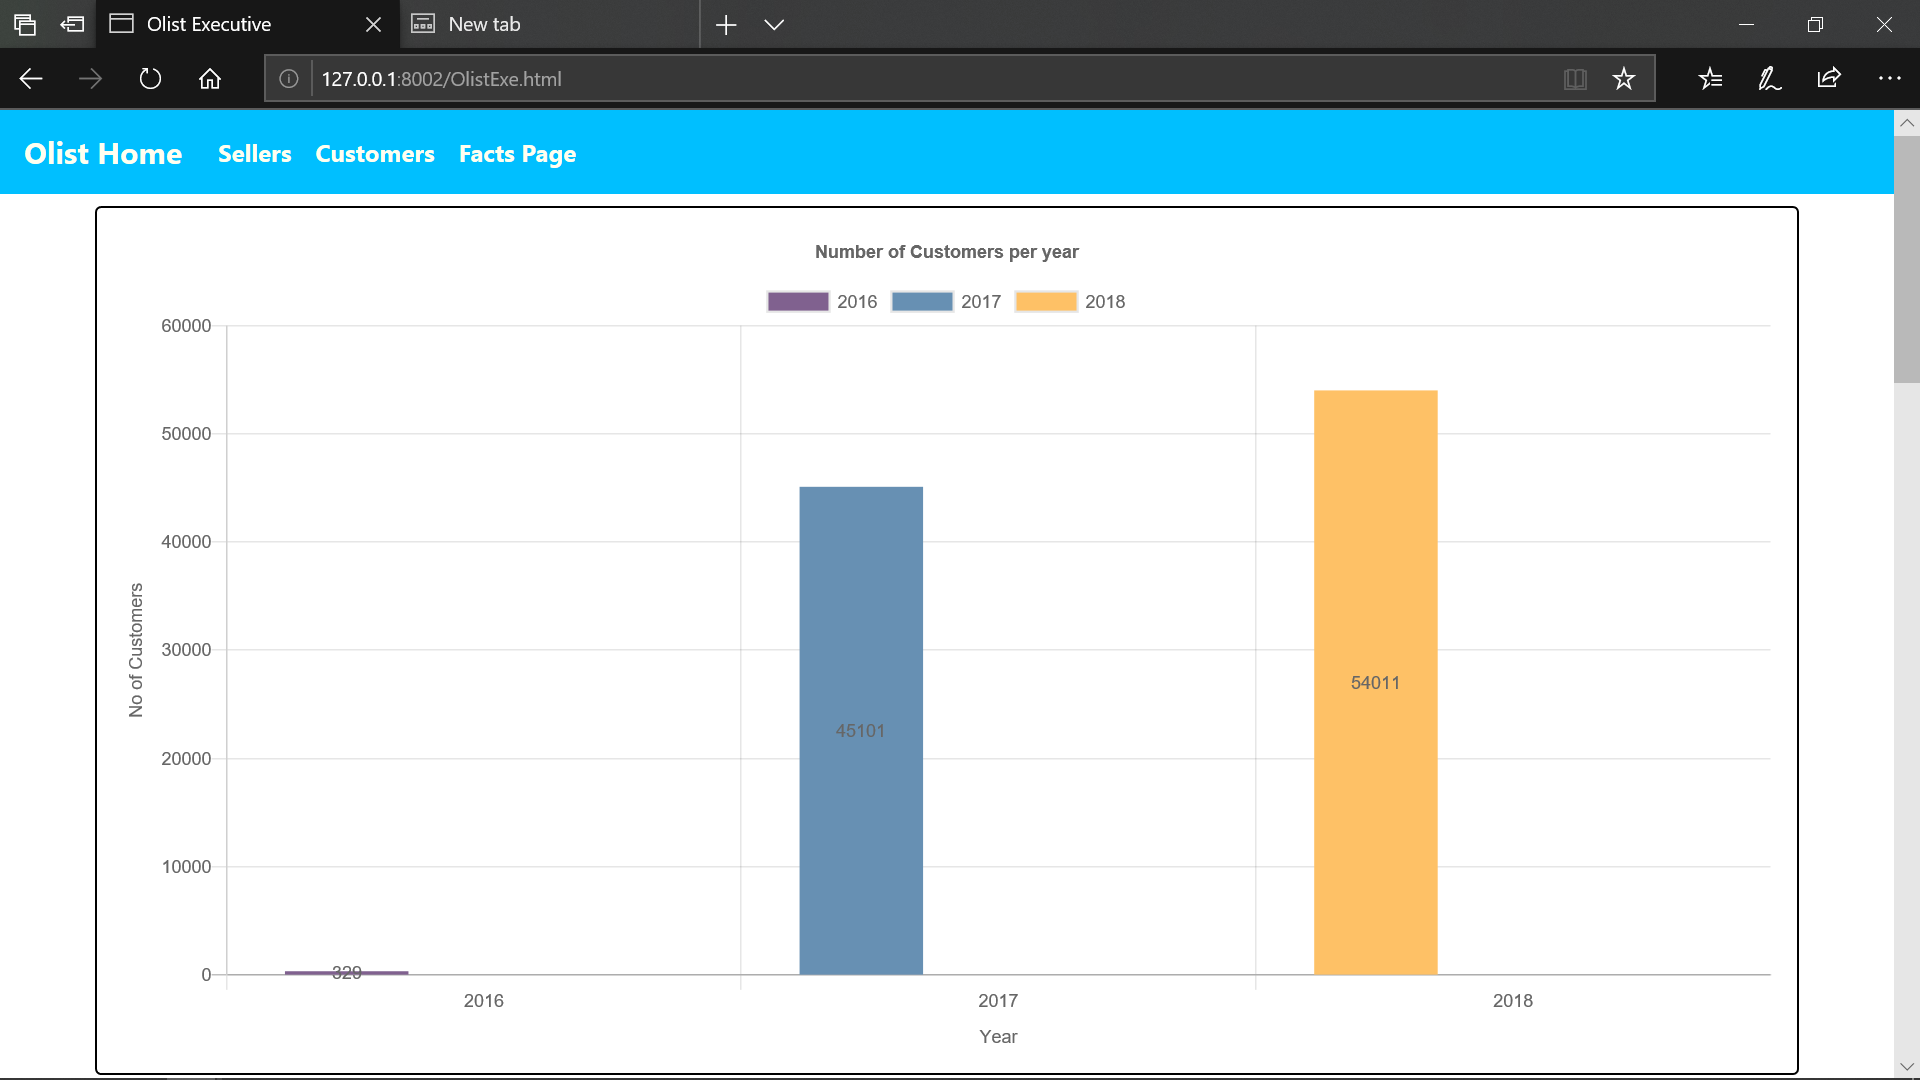 Olist Executive
New tab
127.0.0.1:8002/OlistExe.html
Olist Home Sellers Customers Facts Page
Number of Customers per year
2016 2017 2018
60000
50000
40000
30000
20000
10000
0
No of Customers
329
45101
54011
2016 2017 2018
Year